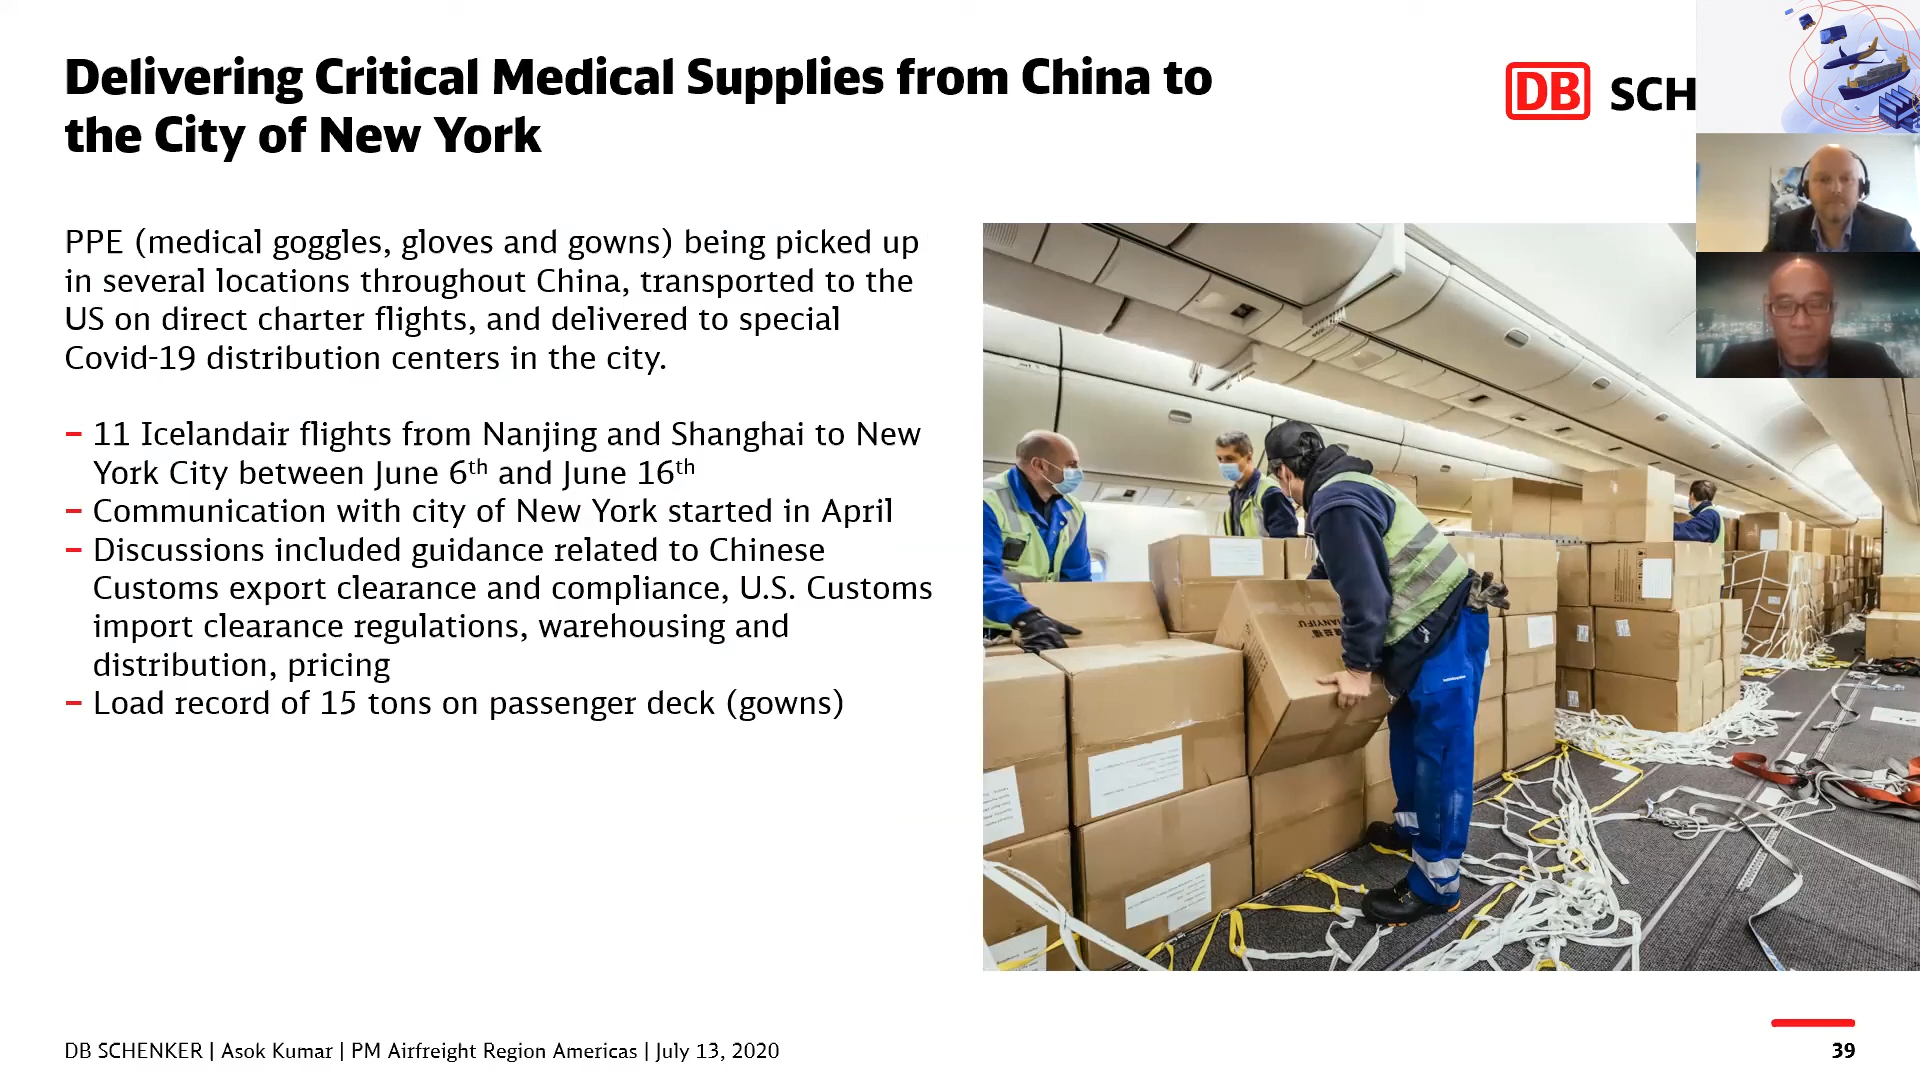 Delivering Critical Medical Supplies from China to
the City of New York
DB SCH
PPE (medical goggles, gloves and gowns) being picked up
in several locations throughout China, transported to the
US on direct charter flights, and delivered to special
Covid-19 distribution centers in the city.
– 11 Icelandair flights from Nanjing and Shanghai to New
York City between June 6th and June 16th
– Communication with city of New York started in April
– Discussions included guidance related to Chinese
Customs export clearance and compliance, U.S. Customs
import clearance regulations, warehousing and
distribution, pricing
– Load record of 15 tons on passenger deck (gowns)
DB SCHENKER | Asok Kumar | PM Airfreight Region Americas | July 13, 2020
39